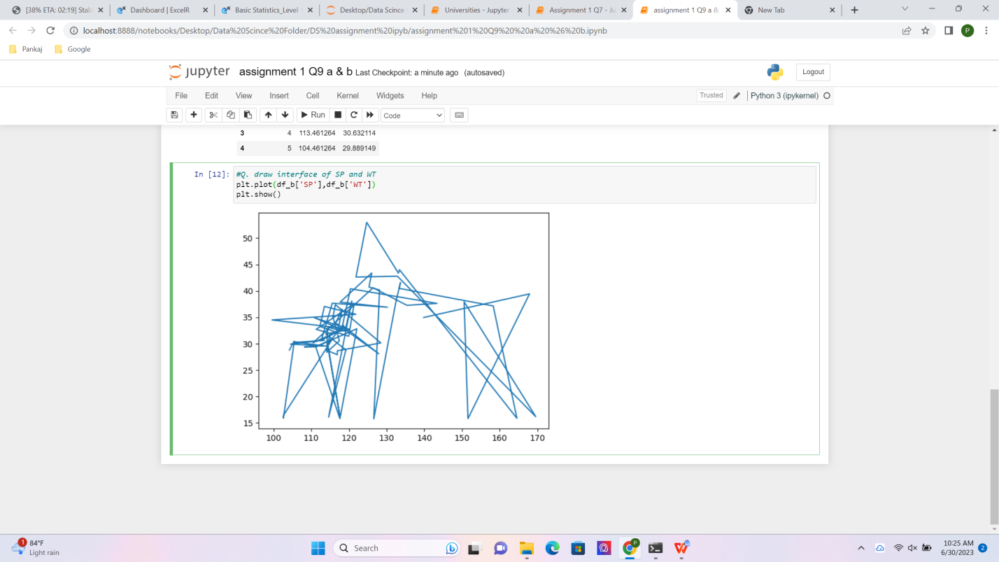 [38% ETA: 02:19] Stab
Dashboard | ExcelR
Basic Statistics_Level
Desktop/Data Scince
Universities - Jupyter
Assignment 1 Q7 - Ju
assignment 1 Q9 a &
New Tab
localhost:8888/notebooks/Desktop/Data%20Scince%20Folder/DS%20assignment%20ipyb/assignment%201%20Q9%20%20a%20%26%20b.ipynb
P
Pankaj
Google
jupyter assignment 1 Q9 a & b Last Checkpoint: a minute ago (autosaved)
Logout
File Edit View Insert Cell Kernel Widgets Help
Trusted
Python 3 (ipykernel)
Run
Code
3 4 113.461264 30.632114
4 5 104.461264 29.889149
In [12]: #Q. draw interface of SP and WT
plt.plot(df_b['SP'],df_b['WT'])
plt.show()
50
45
40
35
30
25
20
15
100 110 120 130 140 150 160 170
1
84°F
Light rain
Search
P
10:25 AM
6/30/2023
2